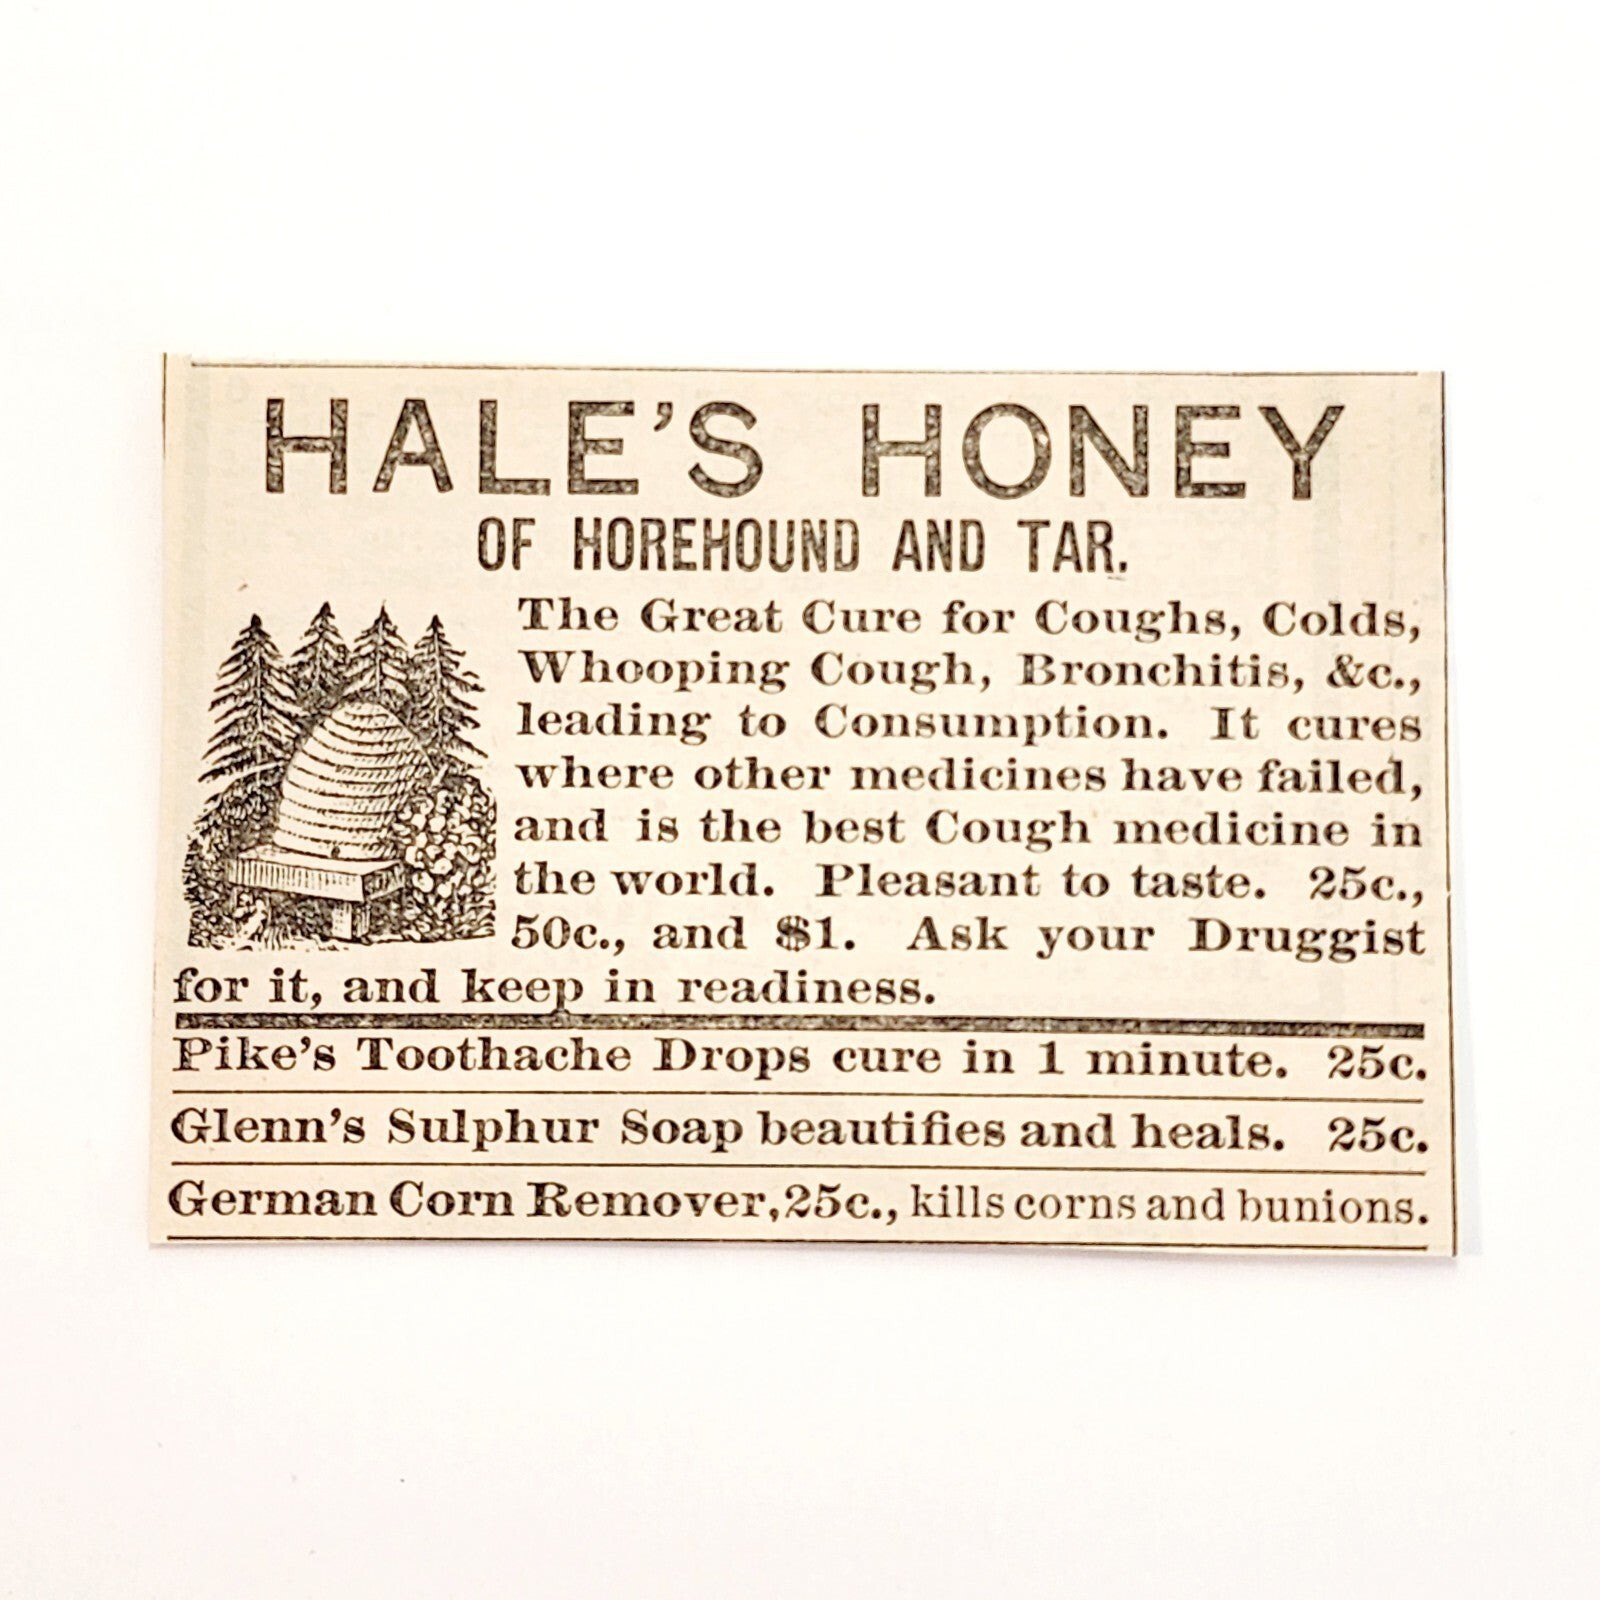 HALE'S HONEY
OF HOREHOUND AND TAR.
The Great Cure for Coughs, Colds,
Whooping Cough, Bronchitis, &c.,
leading to Consumption. It cures
where other medicines have failed,
and is the best Cough medicine in
the world. Pleasant to taste. 25c.,
50c., and $1. Ask your Druggist
for it, and keep in readiness.
Pike's Toothache Drops cure in 1 minute. 25c.
Glenn's Sulphur Soap beautifies and heals. 25c.
German Corn Remover, 25c., kills corns and bunions.